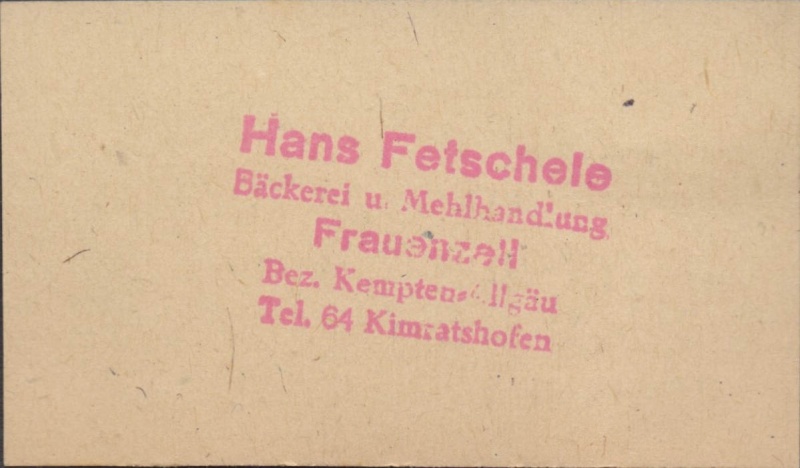 Hans Fetschele
Bäckerei u. Mehlhandlung
Frauenzell
Bez. Kempten-Allgäu
Tel. 64 Kimratshofen